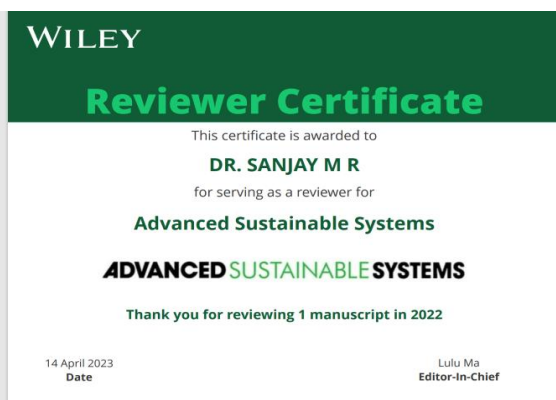 WILEY
Reviewer Certificate
This certificate is awarded to
DR. SANJAY M R
for serving as a reviewer for
Advanced Sustainable Systems
ADVANCED SUSTAINABLE SYSTEMS
Thank you for reviewing 1 manuscript in 2022
14 April 2023
Date
Lulu Ma
Editor-In-Chief